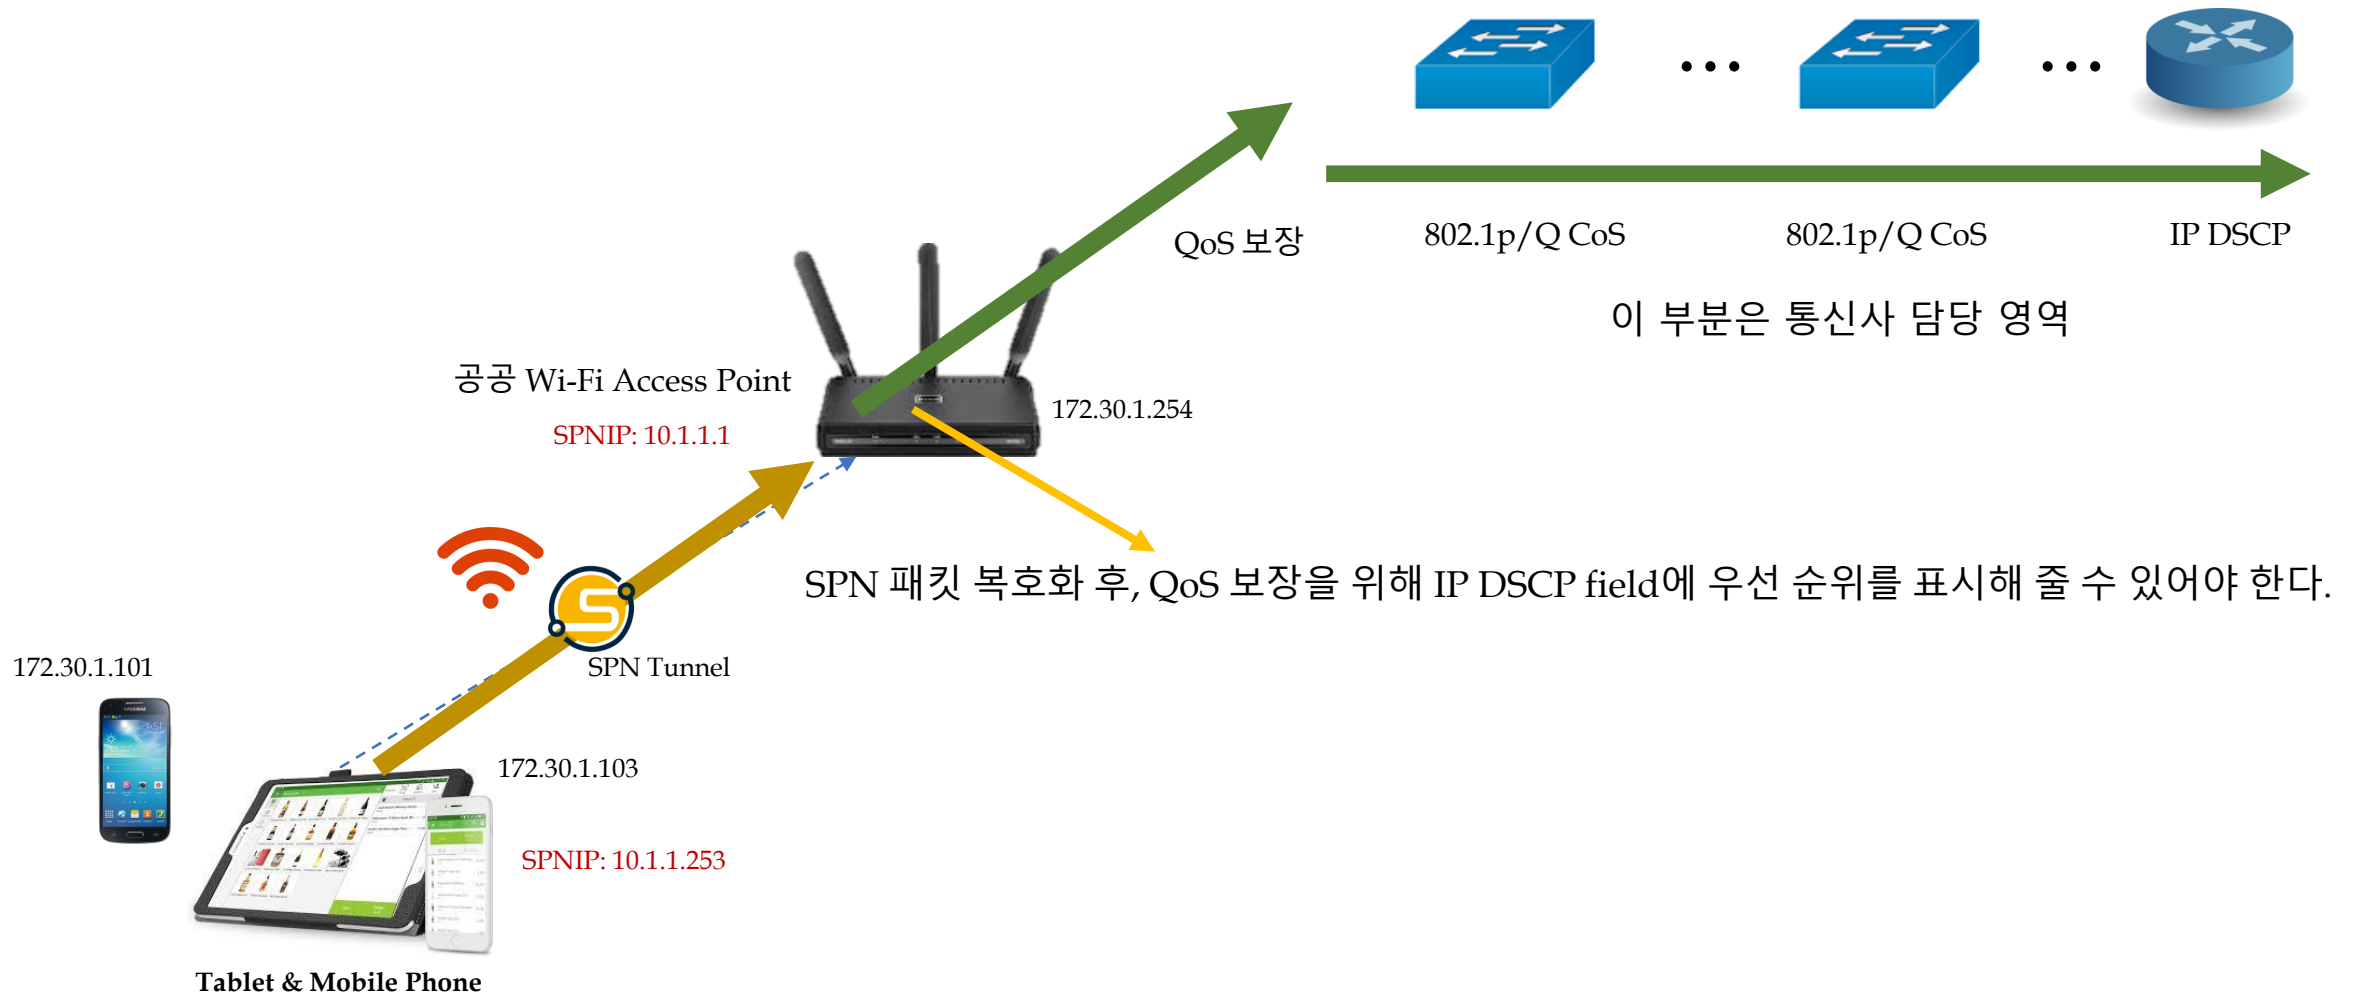 QoS 보장
802.1p/Q CoS
802.1p/Q CoS
IP DSCP
이 부분은 통신사 담당 영역
공공 Wi-Fi Access Point
172.30.1.254
SPNIP: 10.1.1.1
SPN 패킷 복호화 후, QoS 보장을 위해 IP DSCP field에 우선 순위를 표시해 줄 수 있어야 한다.
SPN Tunnel
172.30.1.101
172.30.1.103
SPNIP: 10.1.1.253
Tablet & Mobile Phone